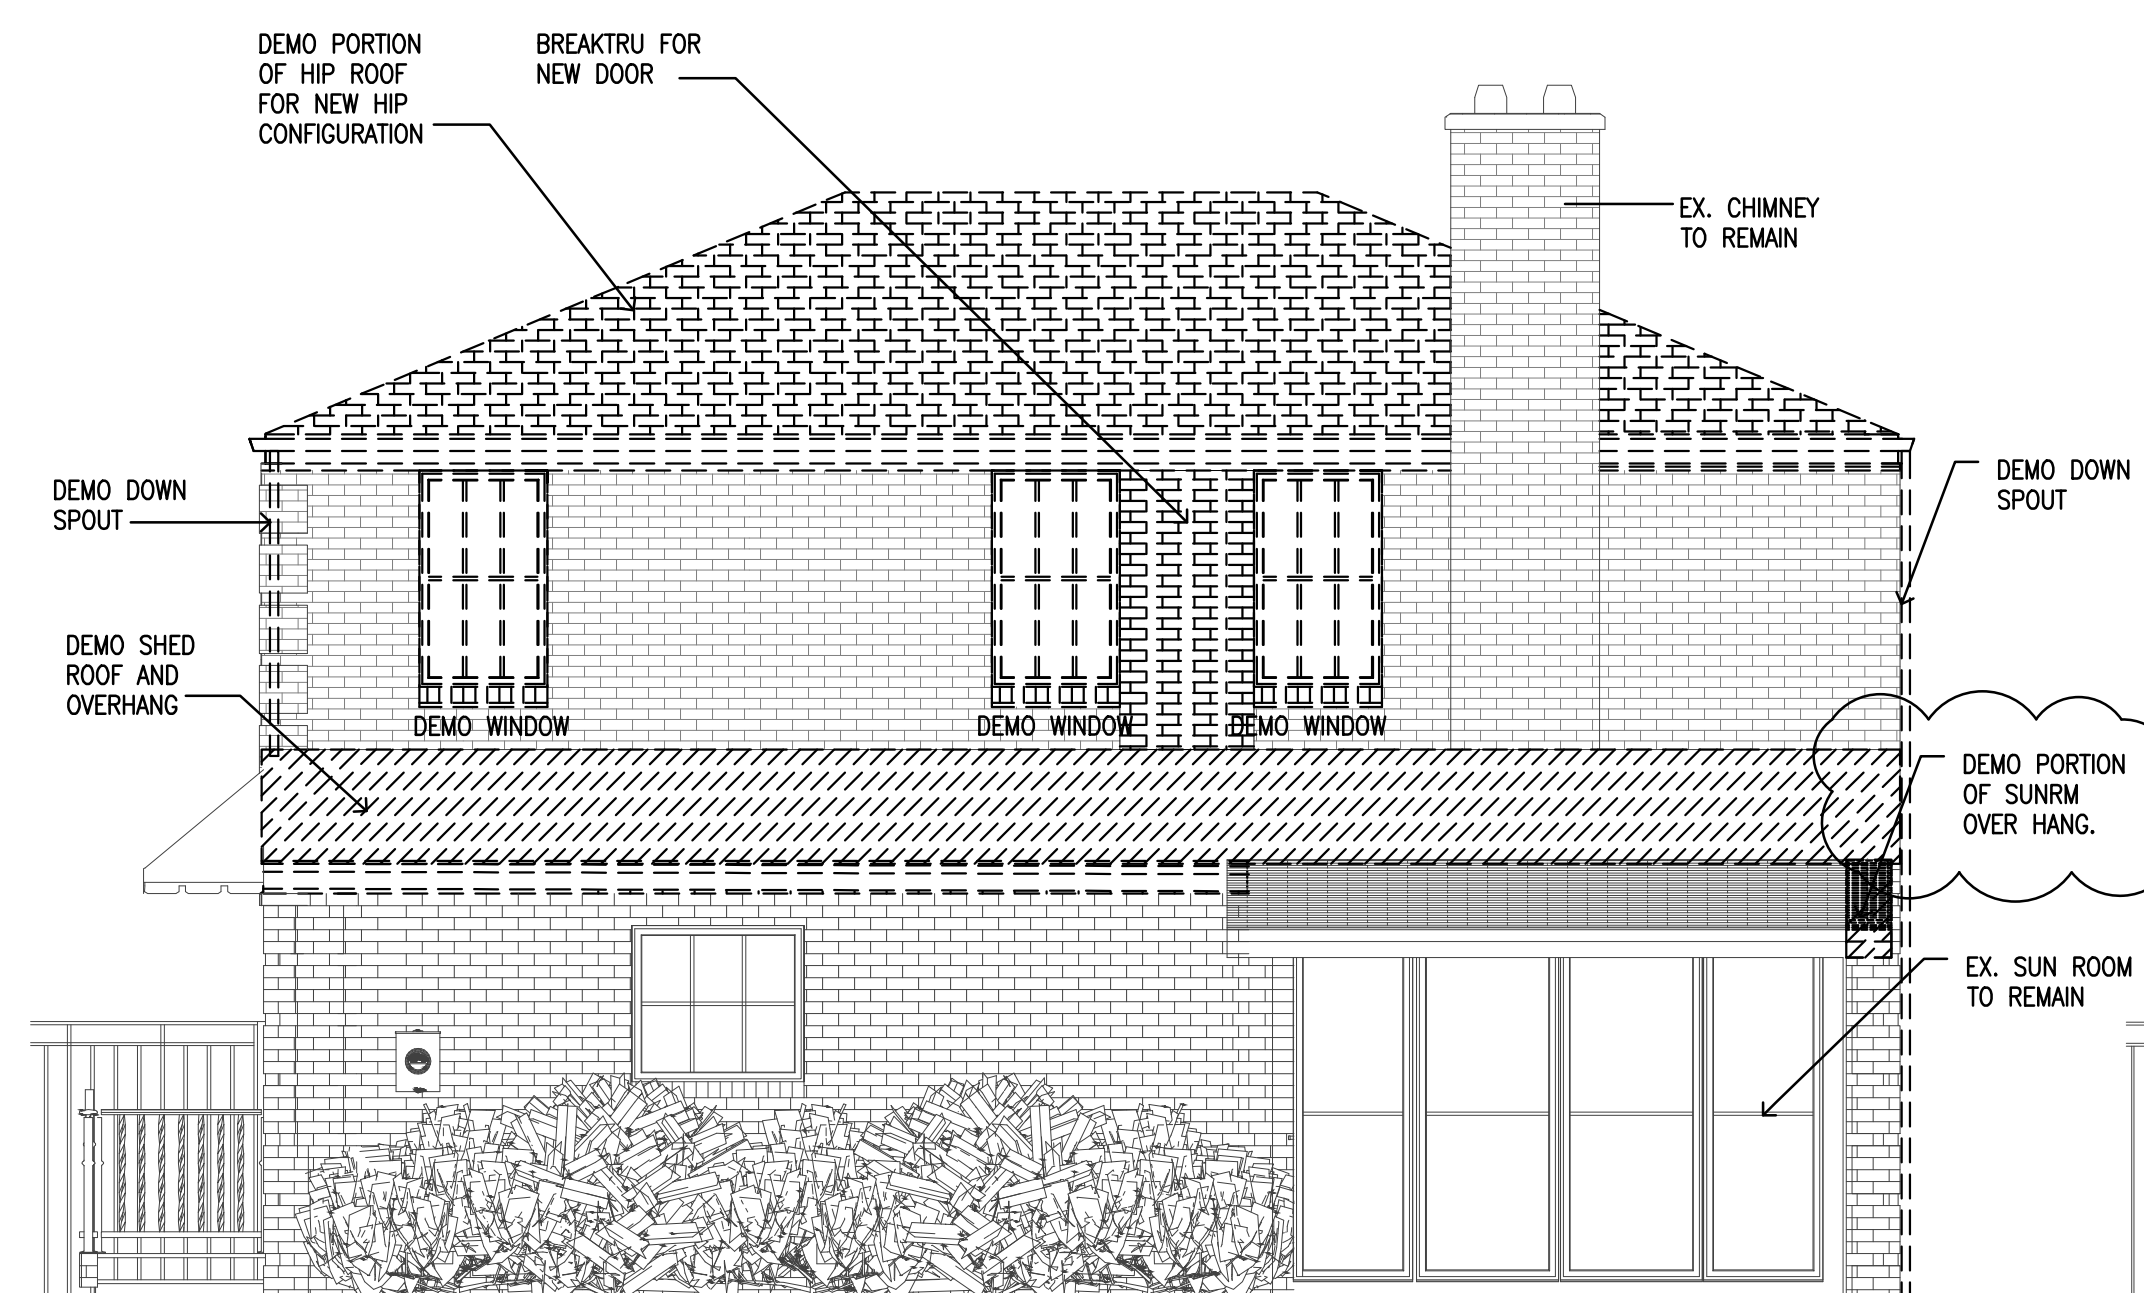 DEMO PORTION
OF HIP ROOF
FOR NEW HIP
CONFIGURATION
BREAKTRU FOR
NEW DOOR
EX. CHIMNEY
TO REMAIN
DEMO DOWN
SPOUT
DEMO DOWN
SPOUT
DEMO SHED
ROOF AND
OVERHANG
DEMO WINDOW
DEMO WINDOW
DEMO WINDOW
DEMO PORTION
OF SUNRM
OVER HANG.
EX. SUN ROOM
TO REMAIN